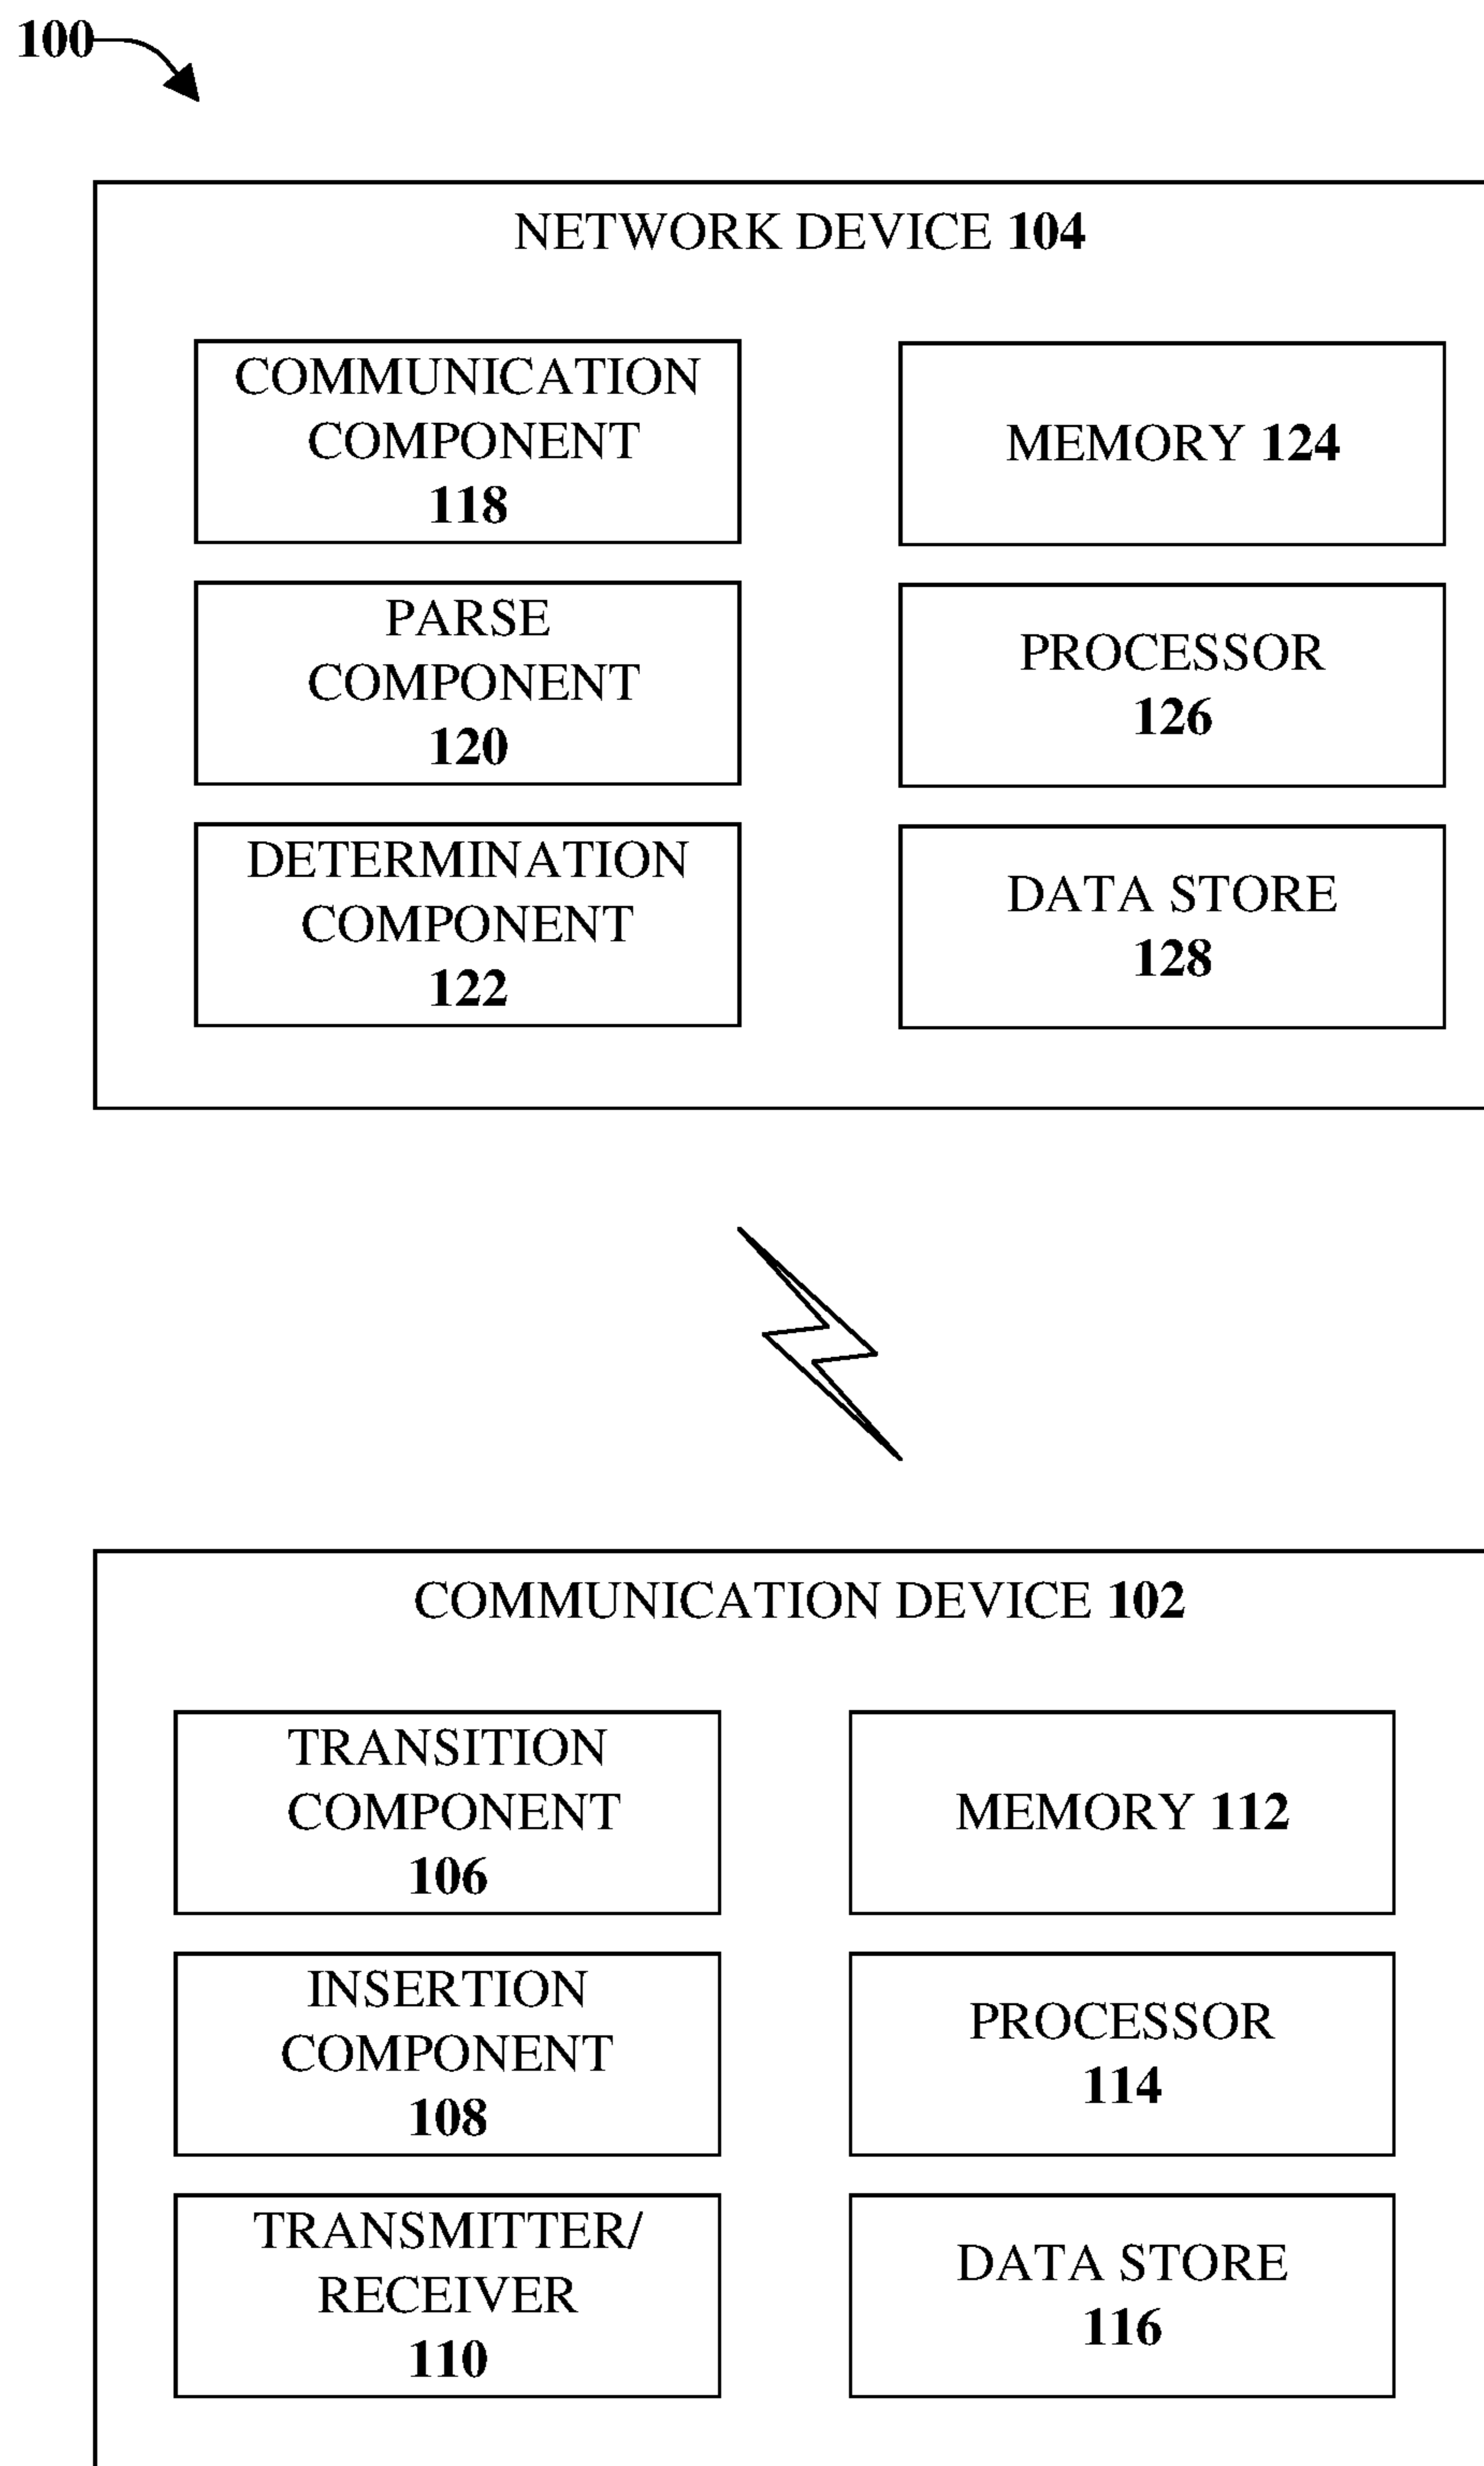 100
NETWORK DEVICE 104
COMMUNICATION
COMPONENT
118
MEMORY 124
PARSE
COMPONENT
120
PROCESSOR
126
DETERMINATION
COMPONENT
122
DATA STORE
128
COMMUNICATION DEVICE 102
TRANSITION
COMPONENT
106
MEMORY 112
INSERTION
COMPONENT
108
PROCESSOR
114
TRANSMITTER/
RECEIVER
110
DATA STORE
116